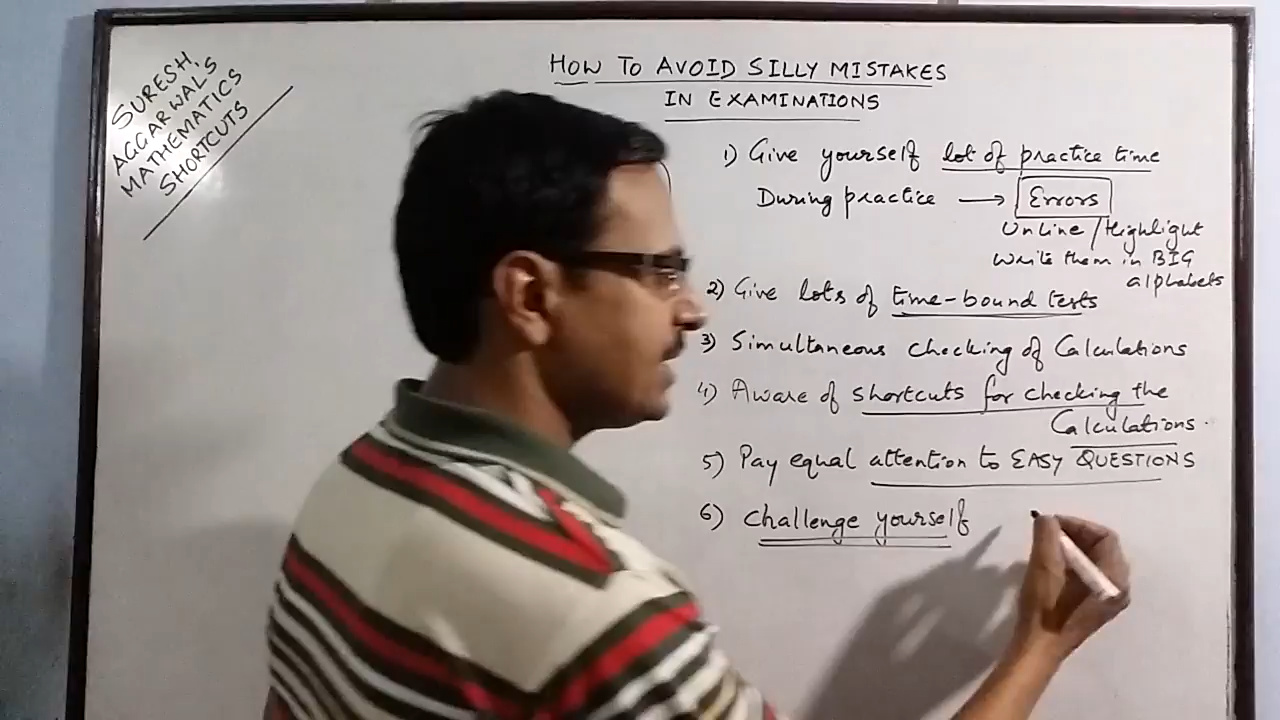 SURESH.
AGGARWAL'S
MATHEMATICS
SHORTCUTS
HOW TO AVOID SILLY MISTAKES
IN EXAMINATIONS
1) Give yourself lot of practice time
During practice → Errors
UnLine / Highlight
Write them in BIG
alphabets
2) Give lots of time-bound tests
3) Simultaneous checking of Calculations
4) Aware of shortcuts for checking the
Calculations.
5) Pay equal attention to EASY QUESTIONS
6) Challenge yourself